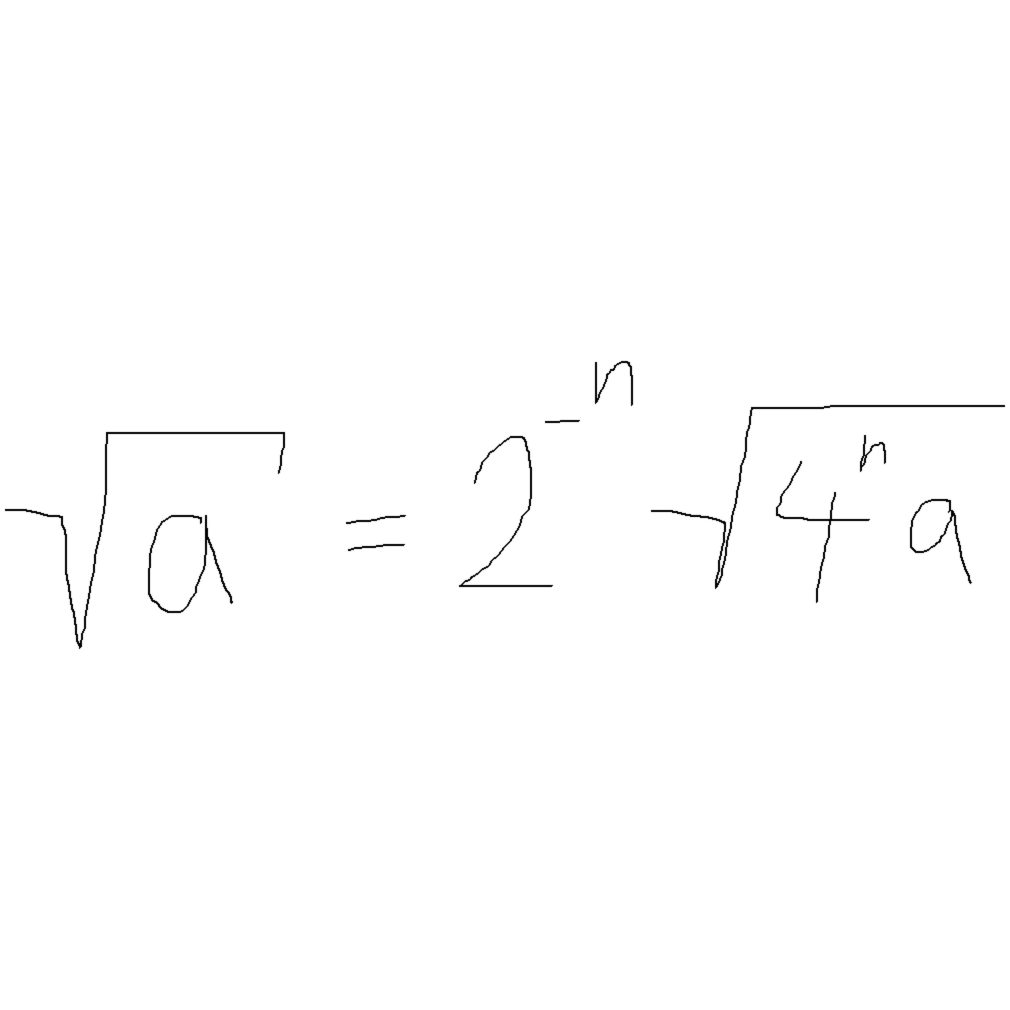 √a = 2⁻ⁿ √4ⁿa